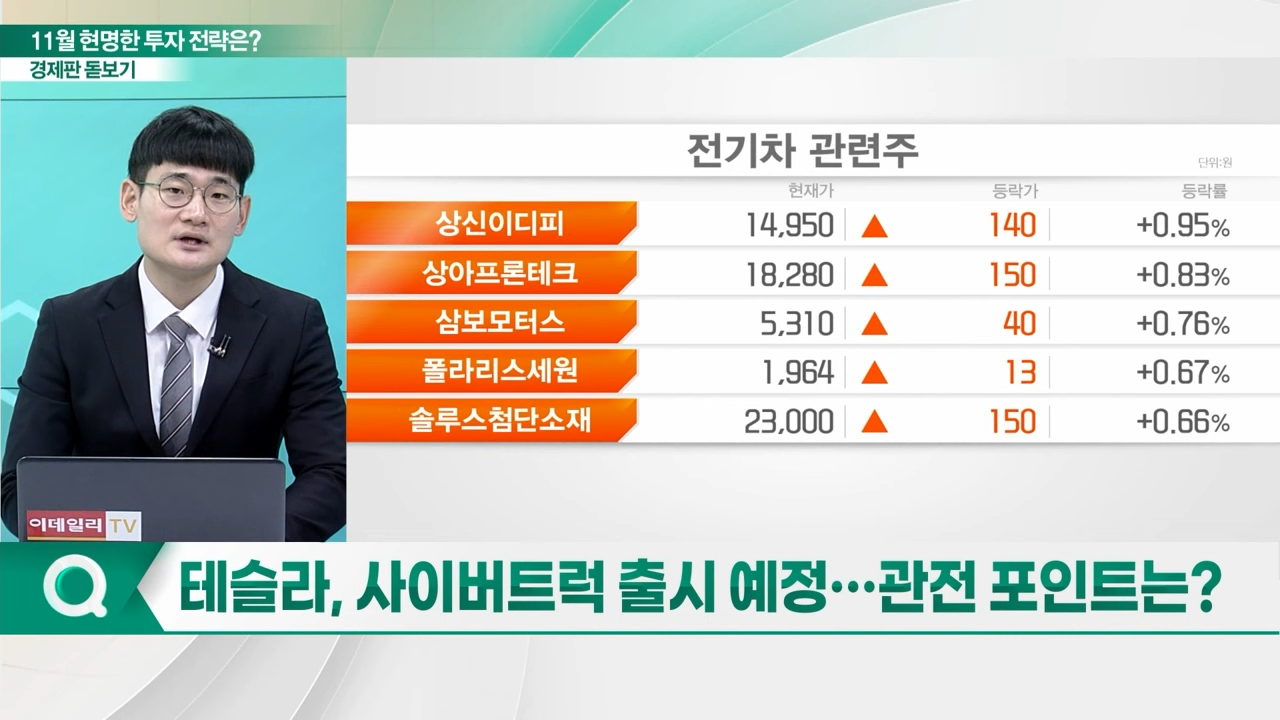 11월 현명한 투자 전략은?
경제판 돋보기
전기차 관련주
단위:원
현재가 등락가 등락률
상신이디피 14,950 ▲ 140 +0.95%
상아프론테크 18,280 ▲ 150 +0.83%
삼보모터스 5,310 ▲ 40 +0.76%
폴라리스세원 1,964 ▲ 13 +0.67%
솔루스첨단소재 23,000 ▲ 150 +0.66%
이데일리 TV
테슬라, 사이버트럭 출시 예정…관전 포인트는?